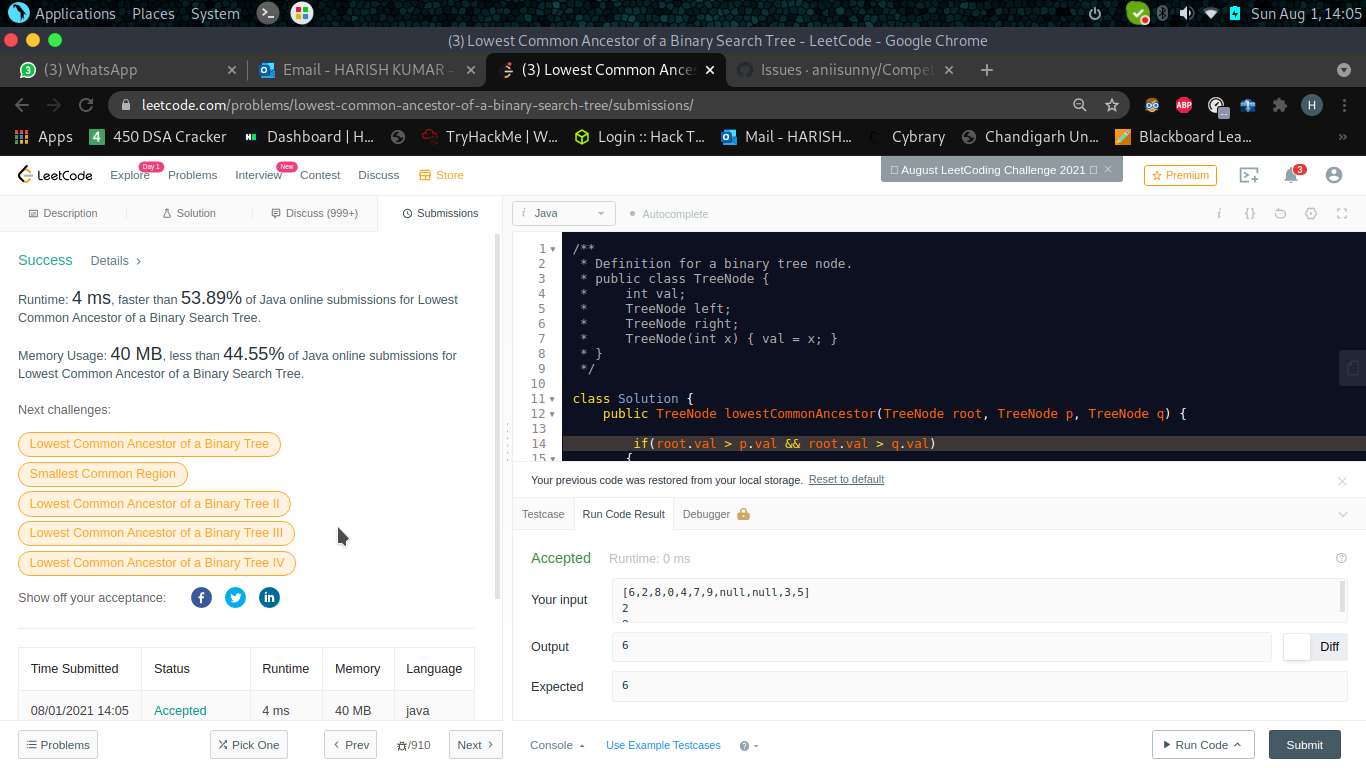 Applications Places System Sun Aug 1, 14:05
(3) Lowest Common Ancestor of a Binary Search Tree - LeetCode - Google Chrome
3 (3) WhatsApp Email - HARISH KUMAR - (3) Lowest Common Ance Issues · aniisunny/Compet
leetcode.com/problems/lowest-common-ancestor-of-a-binary-search-tree/submissions/ ABP H
Apps 4 450 DSA Cracker Dashboard | H... TryHackMe | W... Login :: Hack T... Mail - HARISH... Cybrary Chandigarh Un... Blackboard Lea... »
LeetCode Explore Day 1 Problems Interview New Contest Discuss Store August LeetCoding Challenge 2021 Premium 3
Description Solution Discuss (999+) Submissions
i Java Autocomplete
Success Details
Runtime: 4 ms, faster than 53.89% of Java online submissions for Lowest
Common Ancestor of a Binary Search Tree.
Memory Usage: 40 MB, less than 44.55% of Java online submissions for
Lowest Common Ancestor of a Binary Search Tree.
Next challenges:
Lowest Common Ancestor of a Binary Tree
Smallest Common Region
Lowest Common Ancestor of a Binary Tree II
Lowest Common Ancestor of a Binary Tree III
Lowest Common Ancestor of a Binary Tree IV
Show off your acceptance: f in
Time Submitted Status Runtime Memory Language
08/01/2021 14:05 Accepted 4 ms 40 MB java
Problems Pick One Prev /910 Next
1 /**
2 * Definition for a binary tree node.
3 * public class TreeNode {
4 * int val;
5 * TreeNode left;
6 * TreeNode right;
7 * TreeNode(int x) { val = x; }
8 * }
9 */
10
11 class Solution {
12 public TreeNode lowestCommonAncestor(TreeNode root, TreeNode p, TreeNode q) {
13
14 if(root.val > p.val && root.val > q.val)
15 {
Your previous code was restored from your local storage. Reset to default
Testcase Run Code Result Debugger
Accepted Runtime: 0 ms
Your input [6,2,8,0,4,7,9,null,null,3,5]
2
Output 6 Diff
Expected 6
Console Use Example Testcases Run Code Submit